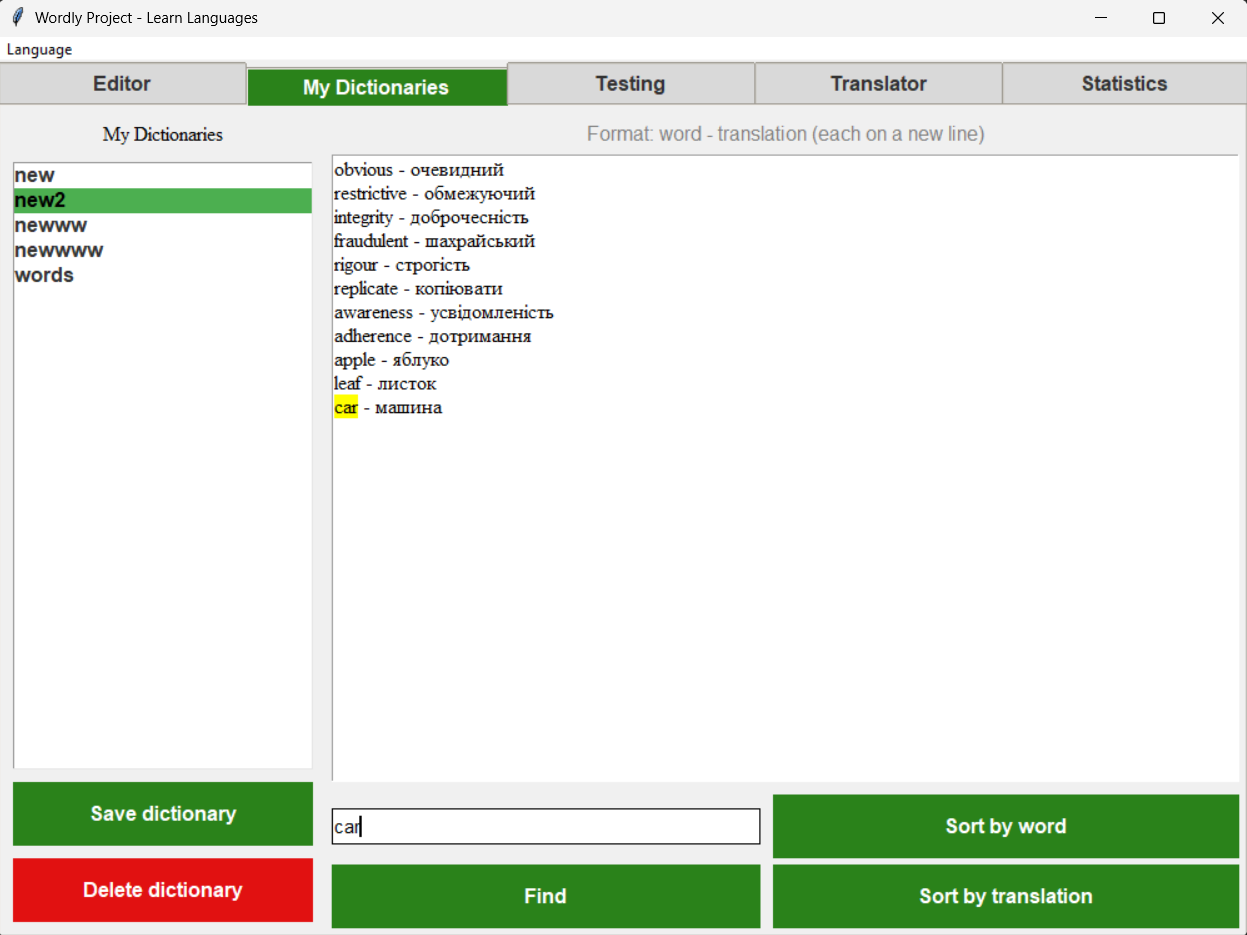 Wordly Project - Learn Languages
Language
Editor
My Dictionaries
Testing
Translator
Statistics
My Dictionaries
Format: word - translation (each on a new line)
new
new2
newww
newwww
words
obvious - очевидний
restrictive - обмежуючий
integrity - доброчесність
fraudulent - шахрайський
rigour - строгість
replicate - копіювати
awareness - усвідомленість
adherence - дотримання
apple - яблуко
leaf - листок
car - машина
Save dictionary
Delete dictionary
car
Find
Sort by word
Sort by translation